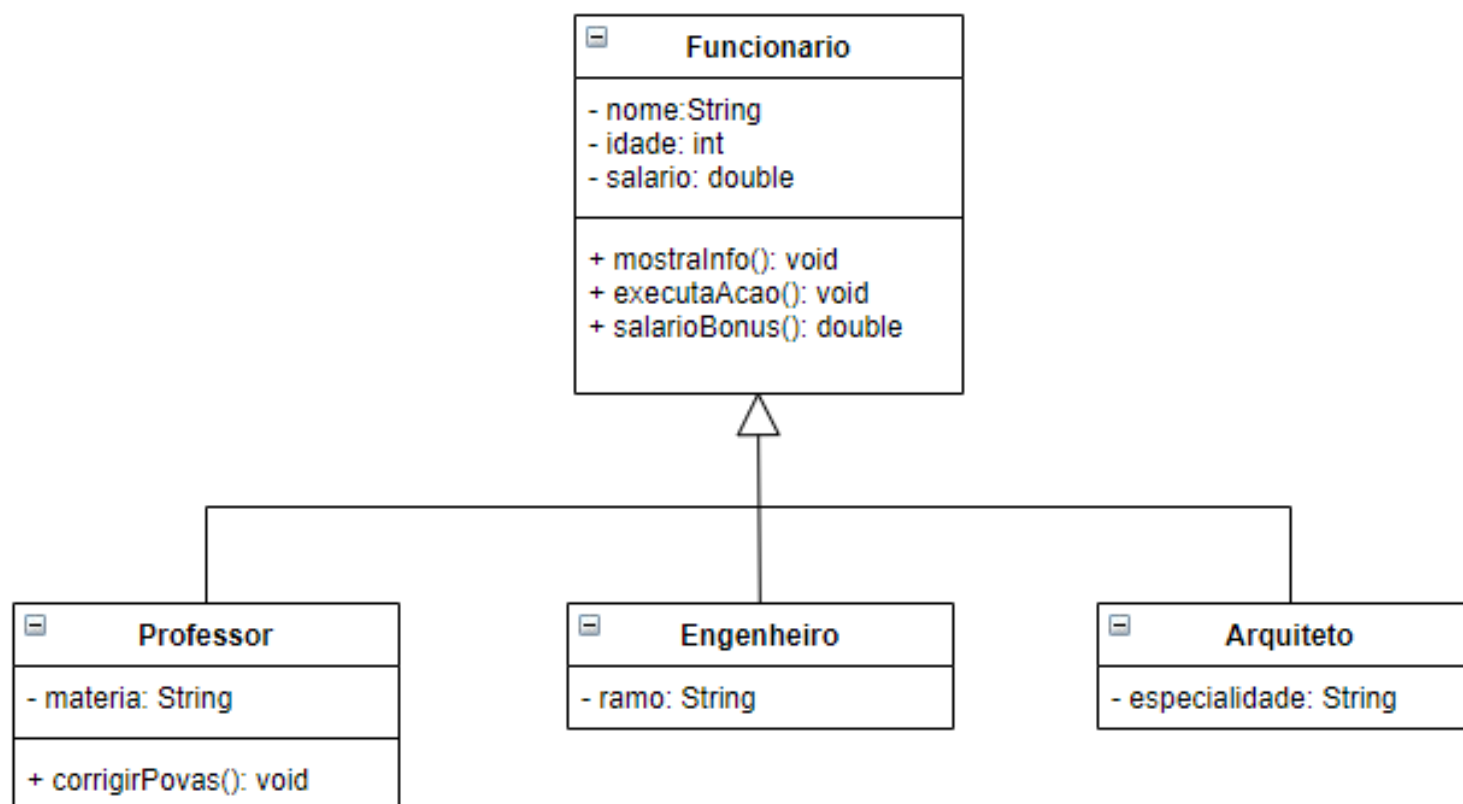 Funcionario
- nome:String
- idade: int
- salario: double
+ mostraInfo(): void
+ executaAcao(): void
+ salarioBonus(): double
Professor
- materia: String
+ corrigirPovas(): void
Engenheiro
- ramo: String
Arquiteto
- especialidade: String